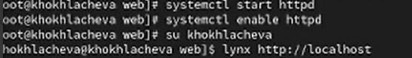 oot@khokhlacheva web]# systemctl start httpd
oot@khokhlacheva web]# systemctl enable httpd
oot@khokhlacheva web]# su khokhlacheva
hokhlacheva@khokhlacheva web]$ lynx http://localhost